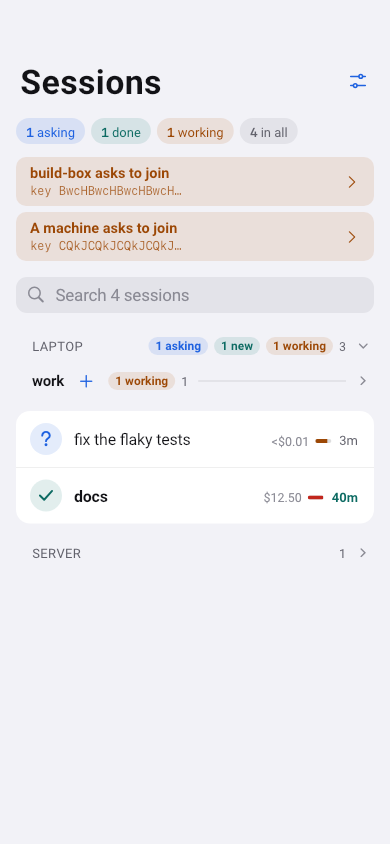 Sessions
1 asking 1 done 1 working 4 in all
build-box asks to join
key BwcHBwcHBwcHBwcH…
A machine asks to join
key CQkJCQkJCQkJCQkJ…
Search 4 sessions
LAPTOP 1 asking 1 new 1 working 3
work + 1 working 1
? fix the flaky tests <$0.01 3m
docs $12.50 40m
SERVER 1